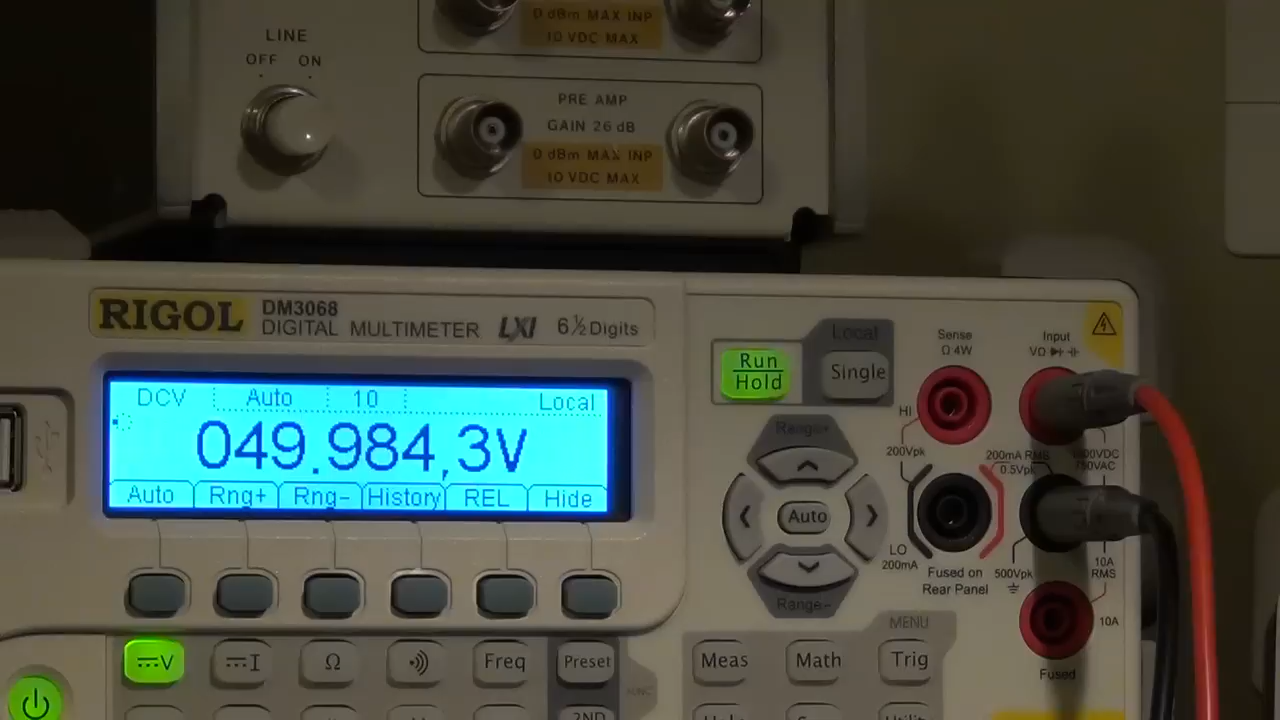 0 dBm MAX INP
10 VDC MAX
LINE
OFF ON
PRE AMP
GAIN 26 dB
0 dBm MAX INP
10 VDC MAX
RIGOL DM3068
DIGITAL MULTIMETER LXI 6½ Digits
DCV Auto 10 Local
049.984,3V
Auto Rng+ Rng- History REL Hide
Run
Hold
Local
Single
Sense
Ω 4W
Input
VΩ
HI
200Vpk
200mA RMS
0.5Vpk
1000VDC
750VAC
Range+
Auto
Range-
LO
200mA
Fused on
Rear Panel
500Vpk
10A
RMS
10A
Fused
MENU
V I Ω Freq Preset
Meas Math Trig
FUNC
2ND